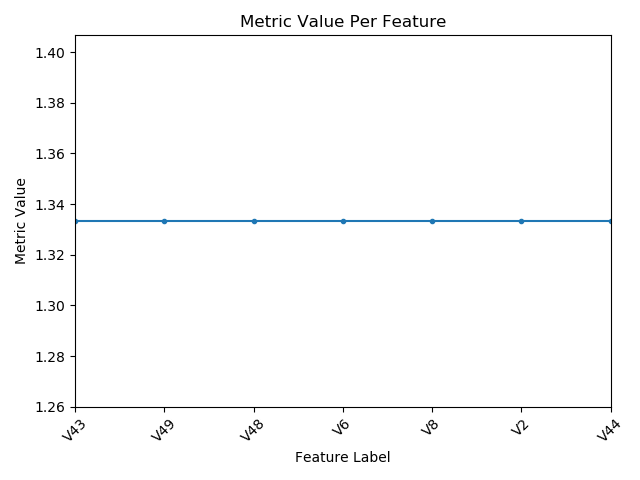 Metric Value Per Feature
1.40
1.38
1.36
1.34
1.32
1.30
1.28
1.26
Metric Value
V43 V49 V48 V6 V8 V2 V44
Feature Label